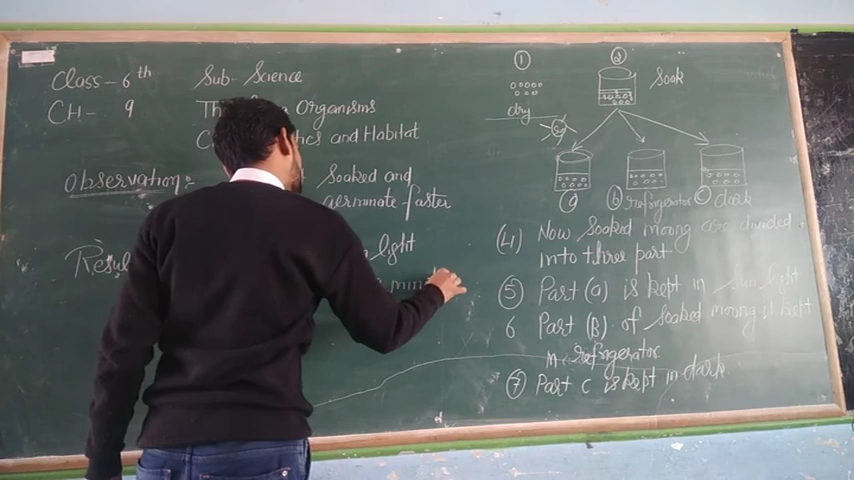 Class - 6th
Sub - Science
CH - 9
Organisms
and Habitat
Observation :-
Soaked and
germinate faster
light
①
dry
②
Soak
Sun
ⓐ
ⓑ refrigerator
ⓒ dark
(4) Now Soaked moong are divided
into three part
⑤ Part (a) is kept in Sun light
6 Part (B) of Soaked moong is kept
refrigerator
⑦ Part C is kept in dark